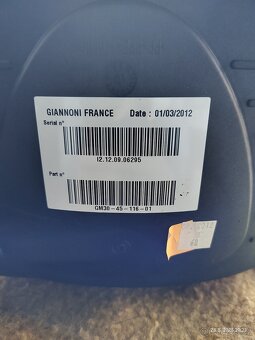 GIANNONI FRANCE Date : 01/03/2012
Serial n°
I2.12.09.06295
Part n°
GM30-45-116-01